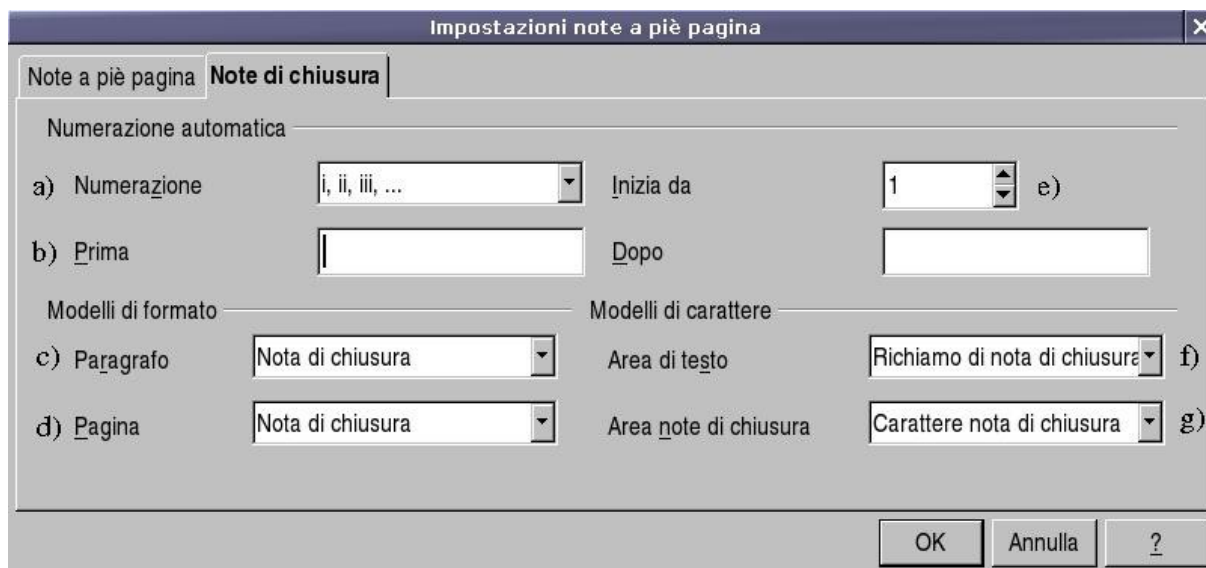 Impostazioni note a piè pagina
Note a piè pagina Note di chiusura
Numerazione automatica
a) Numerazione i, ii, iii, ... Inizia da 1 e)
b) Prima Dopo
Modelli di formato Modelli di carattere
c) Paragrafo Nota di chiusura Area di testo Richiamo di nota di chiusura f)
d) Pagina Nota di chiusura Area note di chiusura Carattere nota di chiusura g)
OK Annulla ?